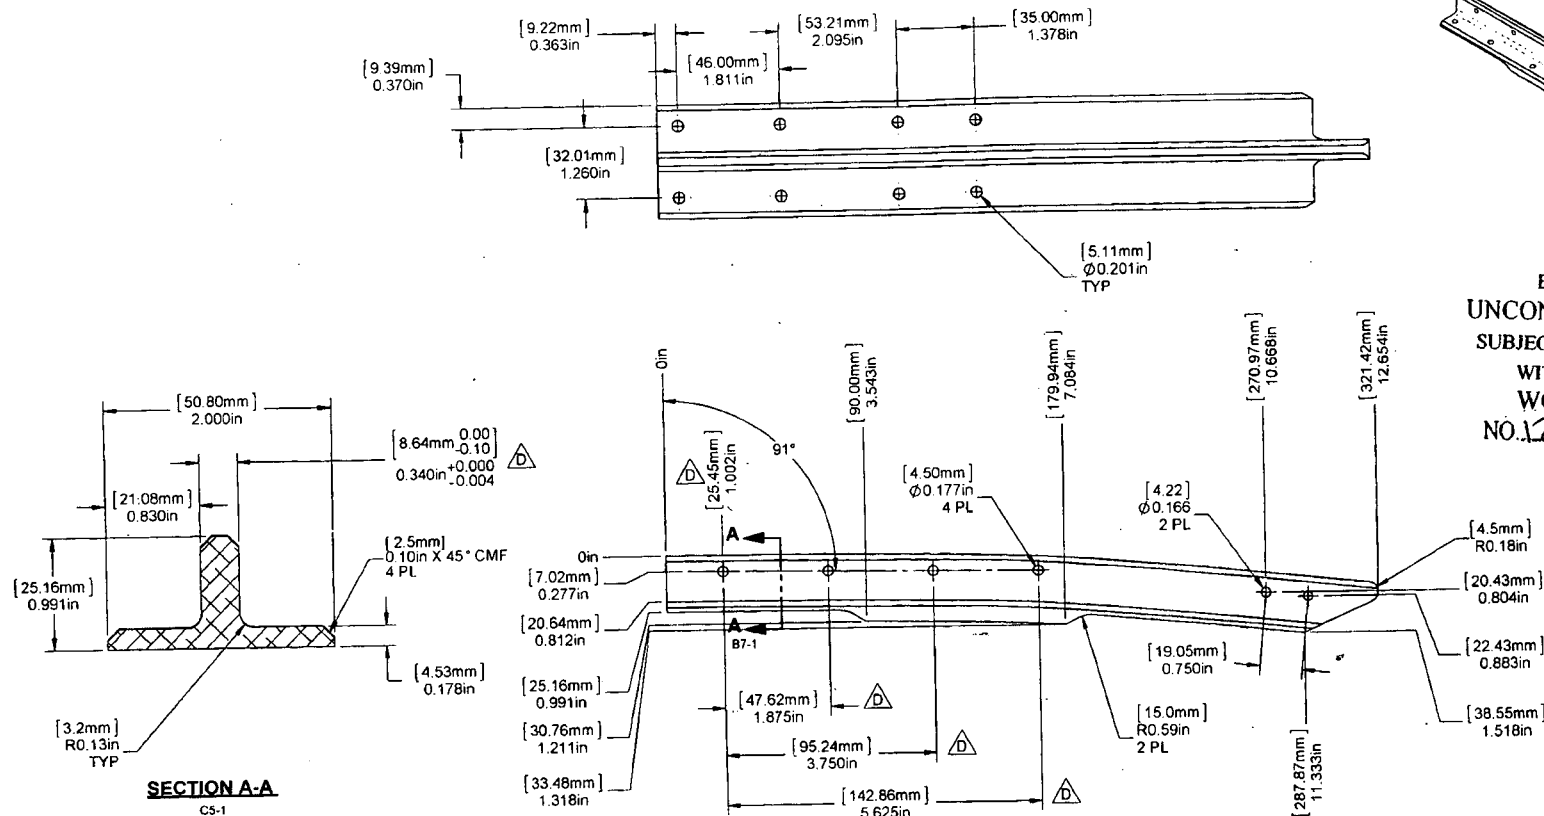 [9.22mm]
0.363in
[53.21mm]
2.095in
[35.00mm]
1.378in
[46.00mm]
1.811in
[9.39mm]
0.370in
[32.01mm]
1.260in
[5.11mm]
Ø0.201in
TYP
UNCON
SUBJEC
WI
W
NO.
[50.80mm]
2.000in
[8.64mm 0.00 -0.10]
0.340in +0.000 -0.004
D
[21.08mm]
0.830in
[2.5mm]
0.10in X 45° CMF
4 PL
[25.16mm]
0.991in
[4.53mm]
0.178in
[3.2mm]
R0.13in
TYP
SECTION A-A
C5-1
0in
[90.00mm]
3.543in
[179.94mm]
7.084in
[270.97mm]
10.668in
[321.42mm]
12.654in
D
[25.45mm]
1.002in
91°
[4.50mm]
Ø0.177in
4 PL
[4.22]
Ø0.166
2 PL
[4.5mm]
R0.18in
A
0in
[7.02mm]
0.277in
[20.43mm]
0.804in
[20.64mm]
0.812in
A
B7-1
[22.43mm]
0.883in
[19.05mm]
0.750in
[25.16mm]
0.991in
[47.62mm]
1.875in
D
[30.76mm]
1.211in
[15.0mm]
R0.59in
2 PL
[38.55mm]
1.518in
[95.24mm]
3.750in
D
[33.48mm]
1.318in
[142.86mm]
5.625in
D
[287.87mm]
11.333in